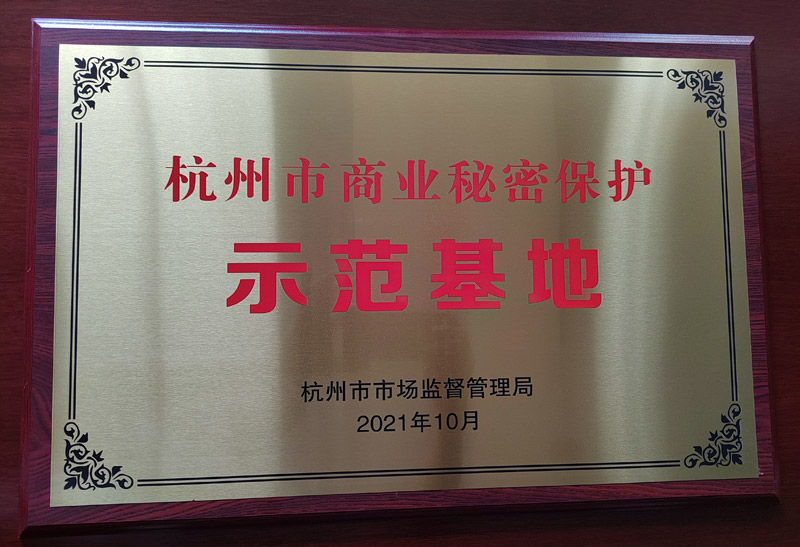 杭州市商业秘密保护
示范基地
杭州市市场监督管理局
2021年10月